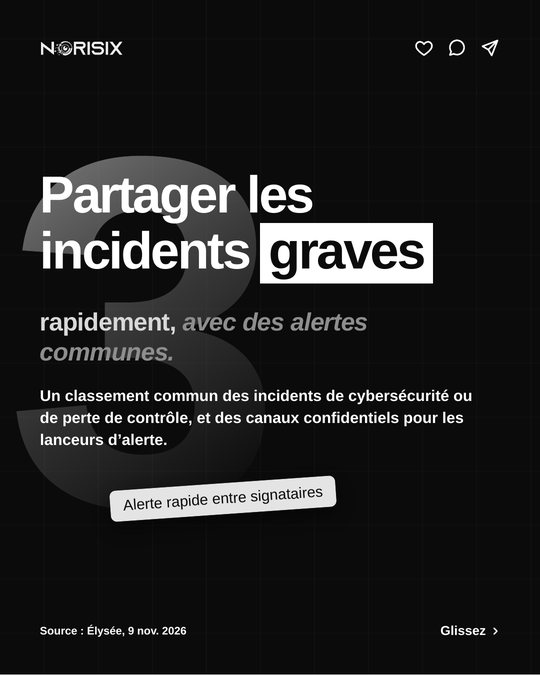 NORISIX
Partager les
incidents graves
rapidement, avec des alertes
communes.
Un classement commun des incidents de cybersécurité ou
de perte de contrôle, et des canaux confidentiels pour les
lanceurs d’alerte.
Alerte rapide entre signataires
Source : Élysée, 9 nov. 2026
Glissez ›
3